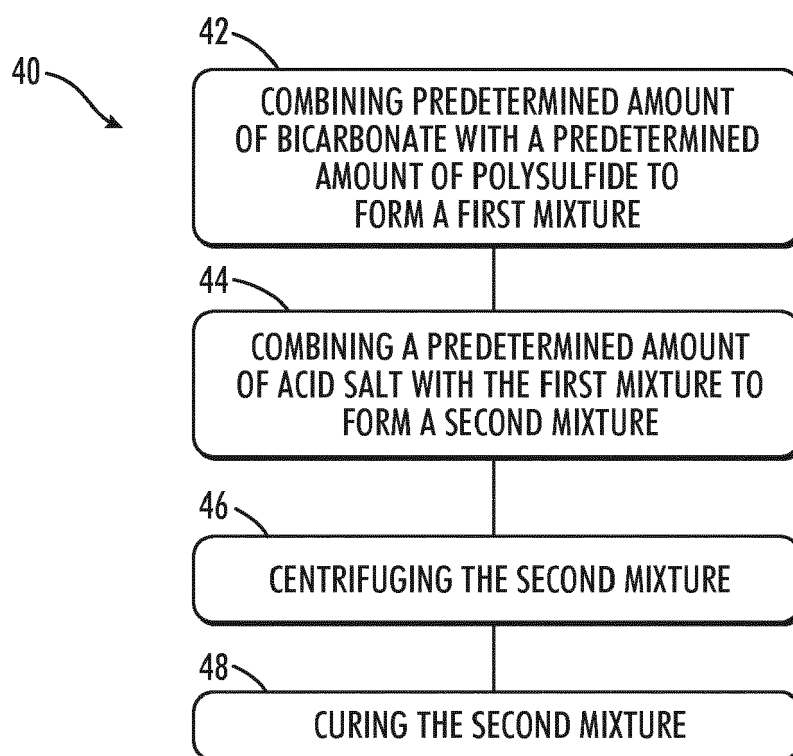 42
40
COMBINING PREDETERMINED AMOUNT
OF BICARBONATE WITH A PREDETERMINED
AMOUNT OF POLYSULFIDE TO
FORM A FIRST MIXTURE
44
COMBINING A PREDETERMINED AMOUNT
OF ACID SALT WITH THE FIRST MIXTURE TO
FORM A SECOND MIXTURE
46
CENTRIFUGING THE SECOND MIXTURE
48
CURING THE SECOND MIXTURE